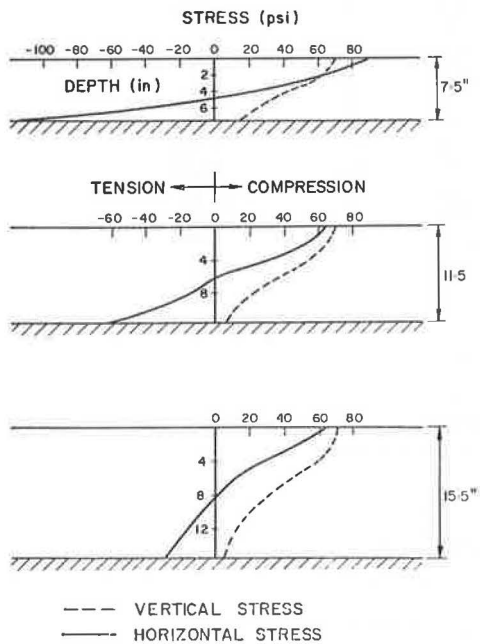 STRESS (psi)
-100 -80 -60 -40 -20 0 20 40 60 80
DEPTH (in)
2
4
6
7·5"
TENSION COMPRESSION
-60 -40 -20 0 20 40 60 80
4
8
11·5
0 20 40 60 80
4
8
12
15·5"
VERTICAL STRESS
HORIZONTAL STRESS